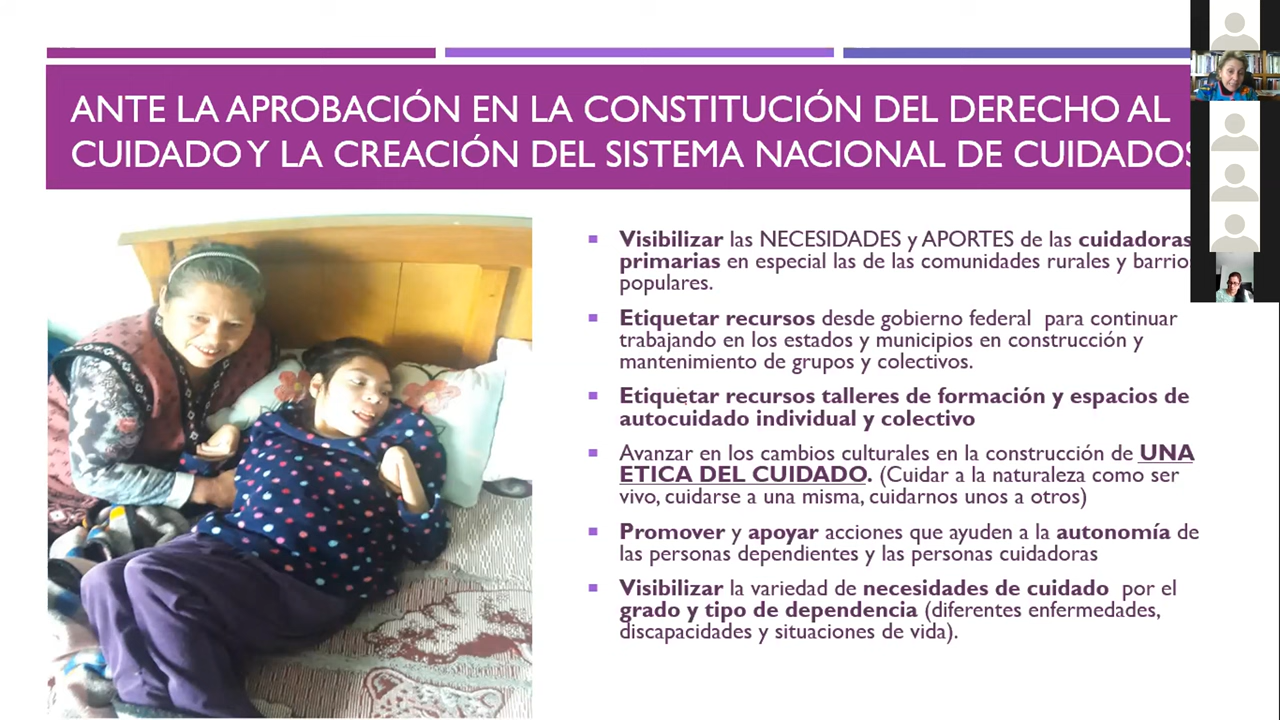 ANTE LA APROBACIÓN EN LA CONSTITUCIÓN DEL DERECHO AL
CUIDADO Y LA CREACIÓN DEL SISTEMA NACIONAL DE CUIDADOS
Visibilizar las NECESIDADES y APORTES de las cuidadoras
primarias en especial las de las comunidades rurales y barrios
populares.
Etiquetar recursos desde gobierno federal para continuar
trabajando en los estados y municipios en construcción y
mantenimiento de grupos y colectivos.
Etiquetar recursos talleres de formación y espacios de
autocuidado individual y colectivo
Avanzar en los cambios culturales en la construcción de UNA
ETICA DEL CUIDADO. (Cuidar a la naturaleza como ser
vivo, cuidarse a una misma, cuidarnos unos a otros)
Promover y apoyar acciones que ayuden a la autonomía de
las personas dependientes y las personas cuidadoras
Visibilizar la variedad de necesidades de cuidado por el
grado y tipo de dependencia (diferentes enfermedades,
discapacidades y situaciones de vida).